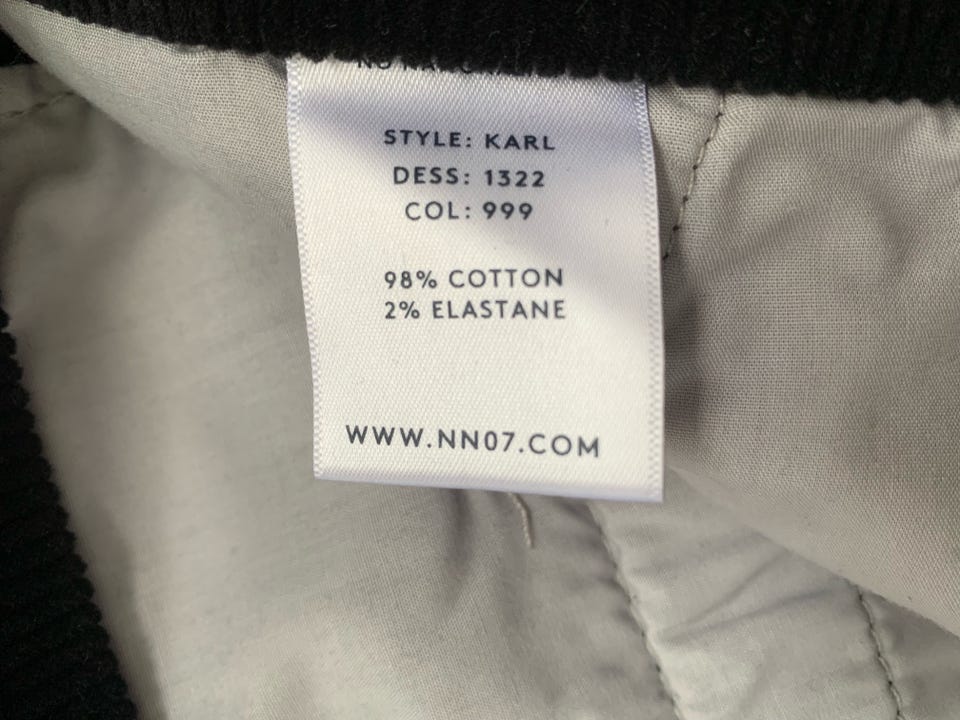 STYLE: KARL
DESS: 1322
COL: 999
98% COTTON
2% ELASTANE
WWW.NN07.COM